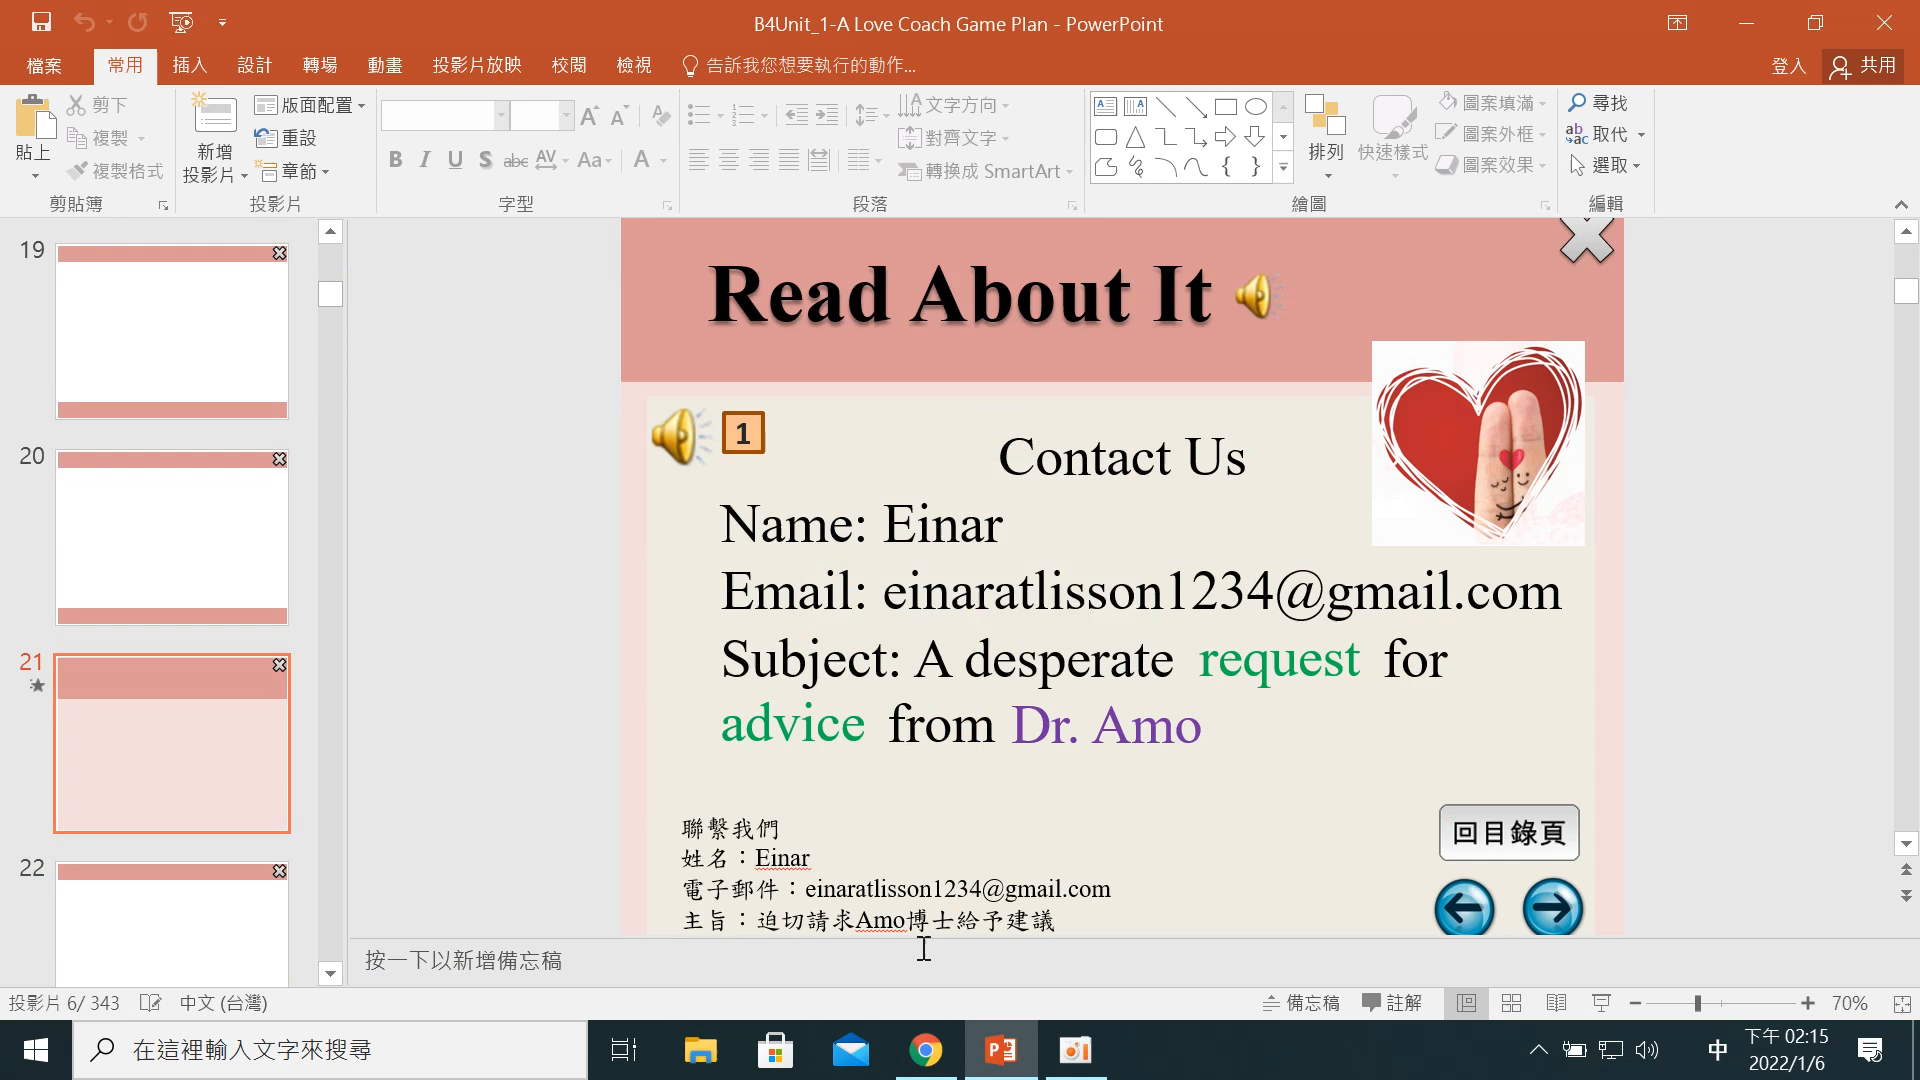 B4Unit_1-A Love Coach Game Plan - PowerPoint
檔案 常用 插入 設計 轉場 動畫 投影片放映 校閱 檢視 告訴我您想要執行的動作... 登入 共用
貼上 剪下 複製 複製格式 剪貼簿
新增投影片 版面配置 重設 章節 投影片
B I U S abc AV Aa A 字型
文字方向 對齊文字 轉換成 SmartArt 段落
排列 快速樣式 圖案填滿 圖案外框 圖案效果 繪圖
尋找 取代 選取 編輯
19
20
21
22
Read About It
1
Contact Us
Name: Einar
Email: einaratlisson1234@gmail.com
Subject: A desperate request for
advice from Dr. Amo
聯繫我們
姓名：Einar
電子郵件：einaratlisson1234@gmail.com
主旨：迫切請求Amo博士給予建議
回目錄頁
按一下以新增備忘稿
投影片 6/ 343 中文 (台灣) 備忘稿 註解 70%
在這裡輸入文字來搜尋
中 下午 02:15
2022/1/6